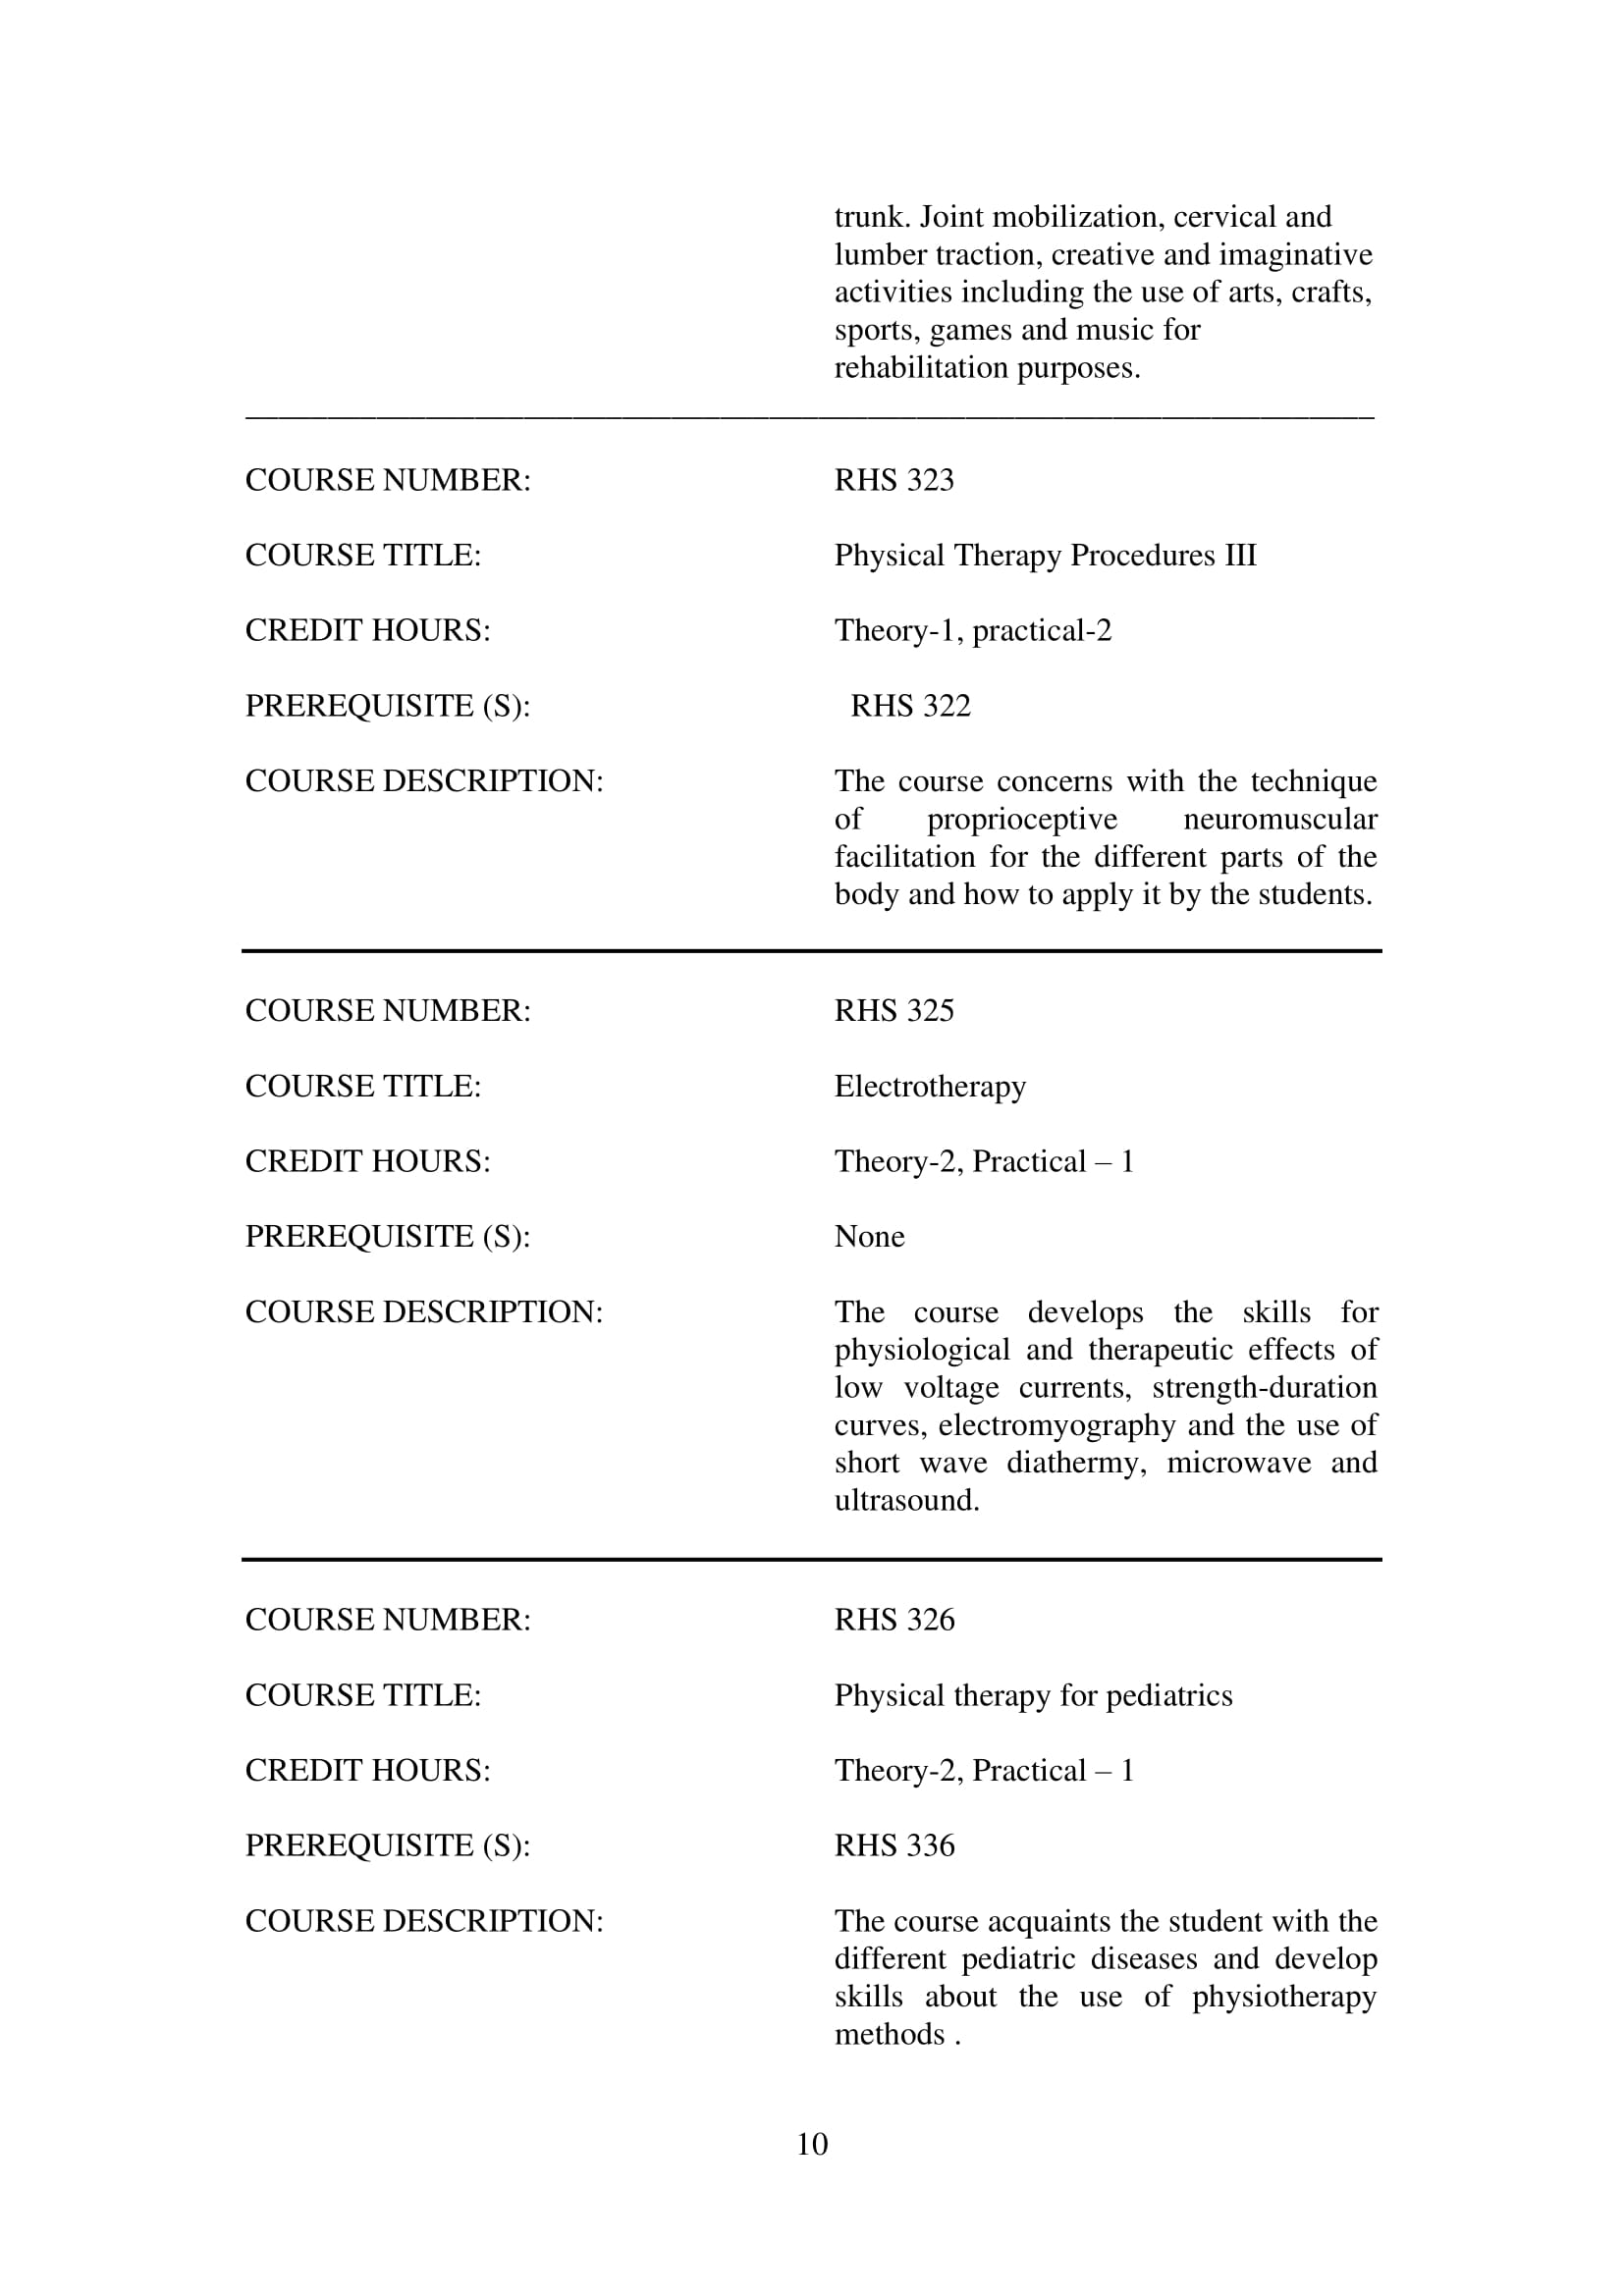 trunk. Joint mobilization, cervical and
lumber traction, creative and imaginative
activities including the use of arts, crafts,
sports, games and music for
rehabilitation purposes.
COURSE NUMBER: RHS 323
COURSE TITLE: Physical Therapy Procedures III
CREDIT HOURS: Theory-1, practical-2
PREREQUISITE (S): RHS 322
COURSE DESCRIPTION: The course concerns with the technique
of proprioceptive neuromuscular
facilitation for the different parts of the
body and how to apply it by the students.
COURSE NUMBER: RHS 325
COURSE TITLE: Electrotherapy
CREDIT HOURS: Theory-2, Practical – 1
PREREQUISITE (S): None
COURSE DESCRIPTION: The course develops the skills for
physiological and therapeutic effects of
low voltage currents, strength-duration
curves, electromyography and the use of
short wave diathermy, microwave and
ultrasound.
COURSE NUMBER: RHS 326
COURSE TITLE: Physical therapy for pediatrics
CREDIT HOURS: Theory-2, Practical – 1
PREREQUISITE (S): RHS 336
COURSE DESCRIPTION: The course acquaints the student with the
different pediatric diseases and develop
skills about the use of physiotherapy
methods .
10